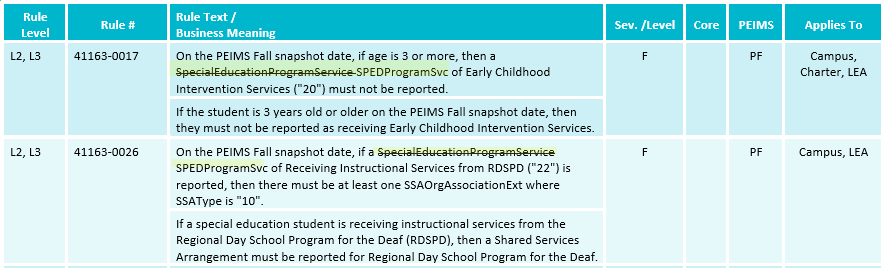 Rule Level
Rule #
Rule Text /
Business Meaning
Sev. /Level
Core
PEIMS
Applies To
L2, L3
41163-0017
On the PEIMS Fall snapshot date, if age is 3 or more, then a
SpecialEducationProgramService SPEDProgramSvc of Early Childhood
Intervention Services ("20") must not be reported.
If the student is 3 years old or older on the PEIMS Fall snapshot date, then
they must not be reported as receiving Early Childhood Intervention Services.
F
PF
Campus,
Charter, LEA
L2, L3
41163-0026
On the PEIMS Fall snapshot date, if a SpecialEducationProgramService
SPEDProgramSvc of Receiving Instructional Services from RDSPD ("22") is
reported, then there must be at least one SSAOrgAssociationExt where
SSAType is "10".
If a special education student is receiving instructional services from the
Regional Day School Program for the Deaf (RDSPD), then a Shared Services
Arrangement must be reported for Regional Day School Program for the Deaf.
F
PF
Campus, LEA